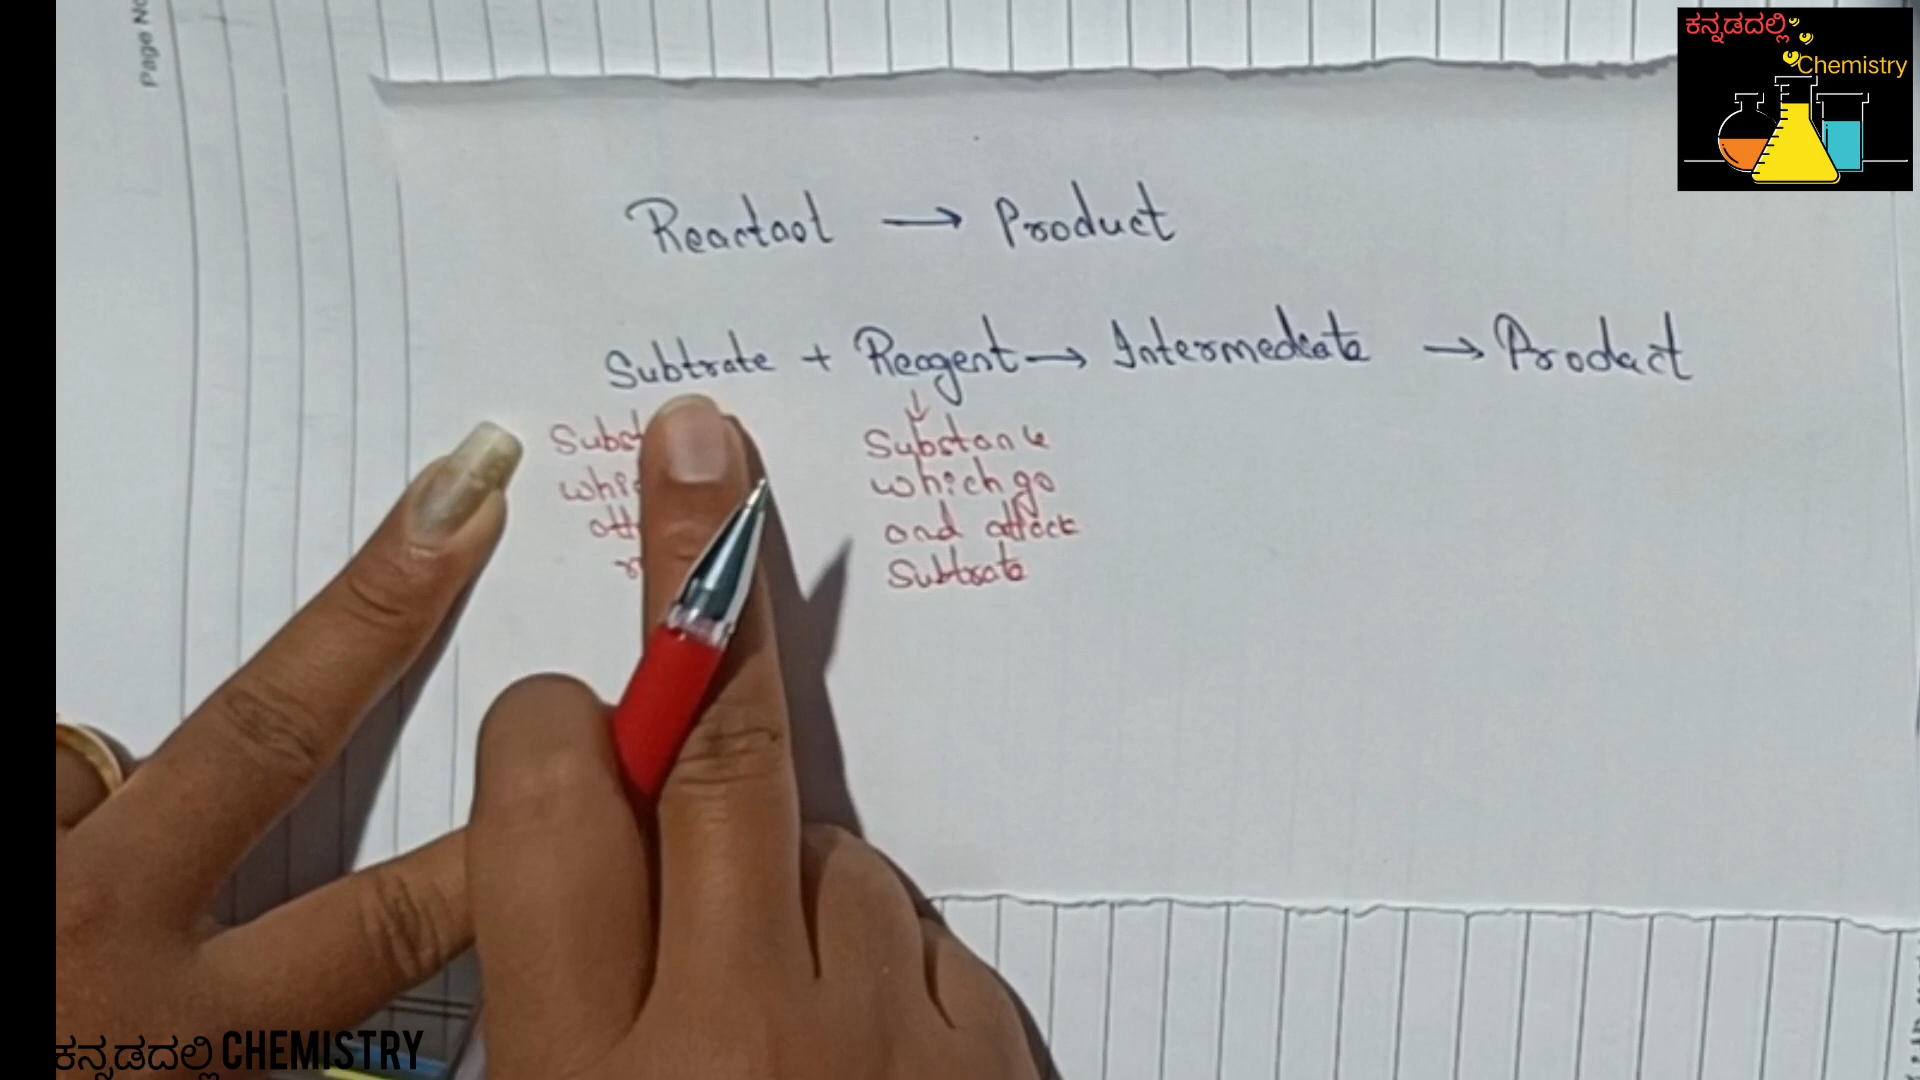 Page No
ಕನ್ನಡದಲ್ಲಿ
Chemistry
Reactant → Product
Subtrate + Reagent → Intermediate → Product
Substance
which go
and attack
Subtrate
ಕನ್ನಡದಲ್ಲಿ CHEMISTRY